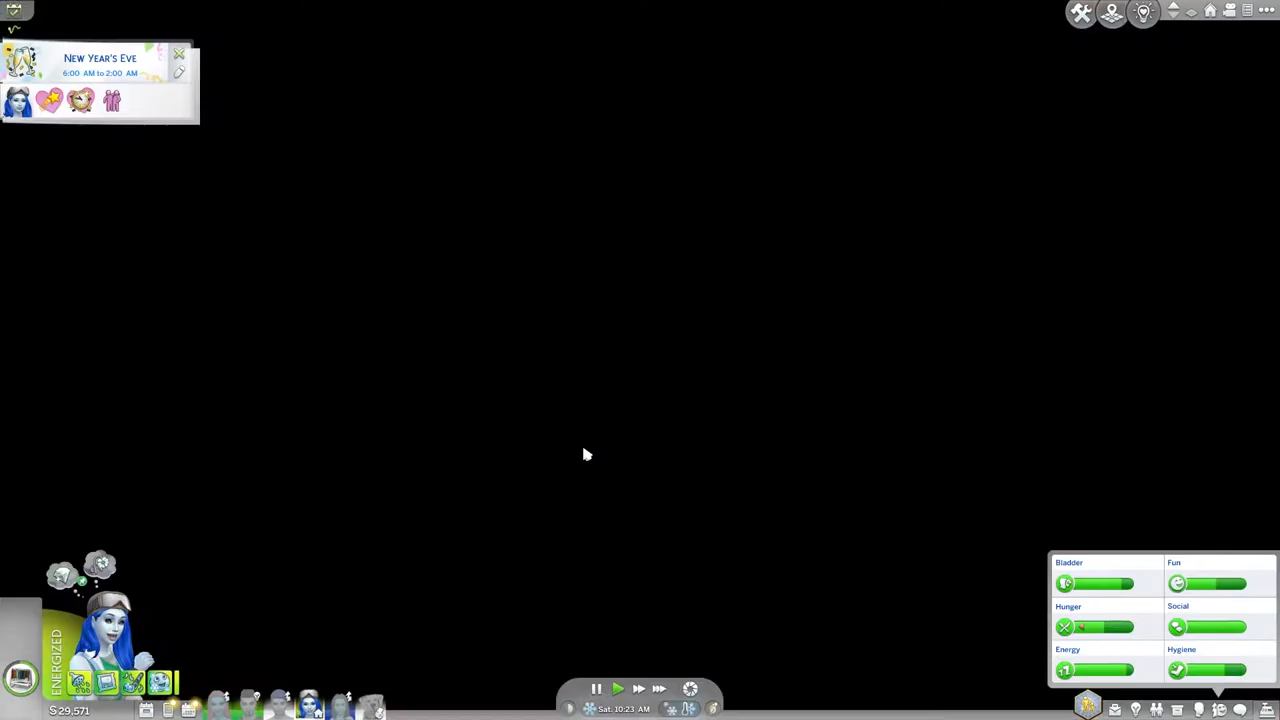 NEW YEAR'S EVE
6:00 AM to 2:00 AM
Bladder
Fun
Hunger
Social
Energy
Hygiene
ENERGIZED
$29,571
Sat. 10:23 AM